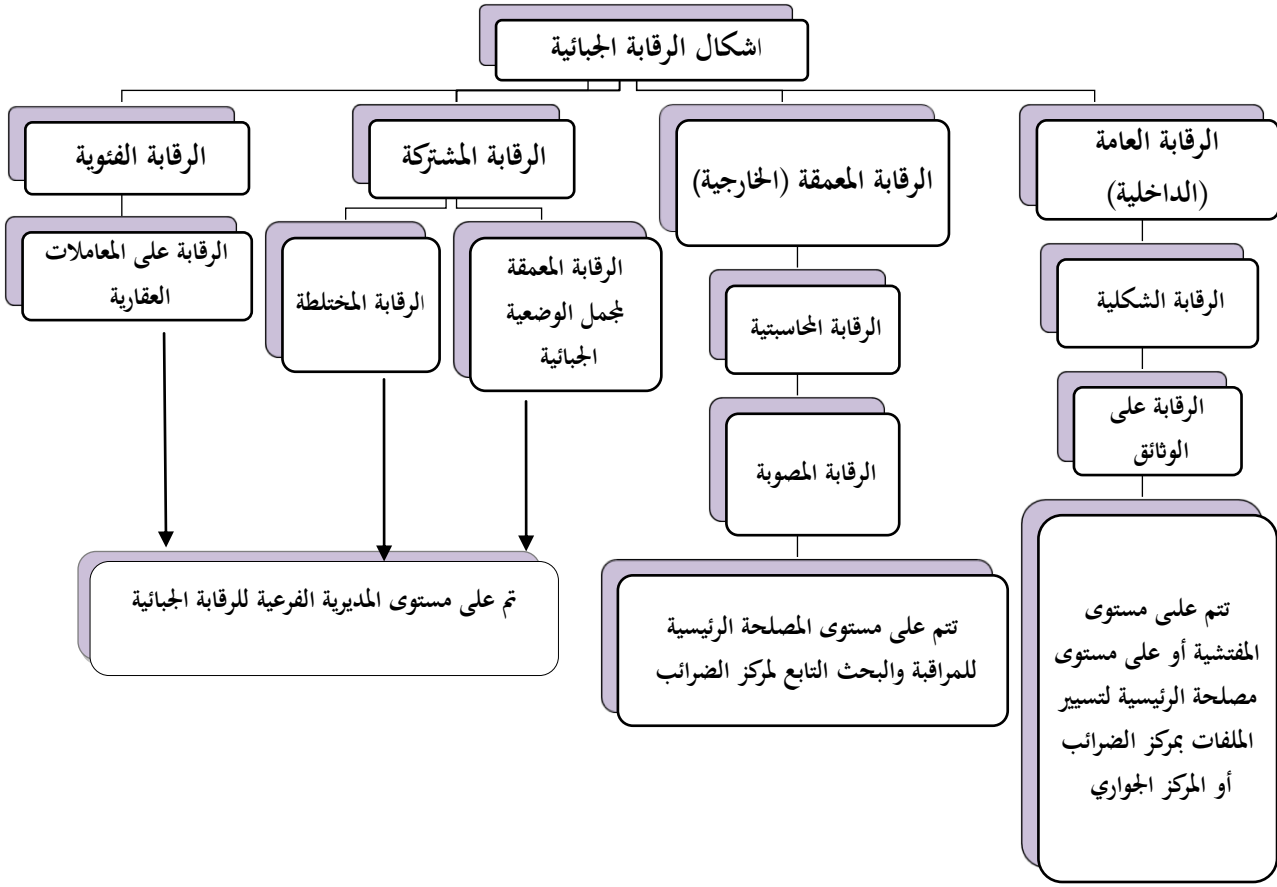 اشكال الرقابة الجبائية
الرقابة العامة
(الداخلية)
الرقابة الشكلية
الرقابة على
الوثائق
تتم على مستوى
المفتشية أو على مستوى
مصلحة الرئيسية لتسيير
الملفات بمركز الضرائب
أو المركز الجواري
الرقابة المعمقة (الخارجية)
الرقابة المحاسبتية
الرقابة المصوبة
تتم على مستوى المصلحة الرئيسية
للمراقبة والبحث التابع لمركز الضرائب
الرقابة المشتركة
الرقابة المعمقة
لمجمل الوضعية
الجبائية
الرقابة المختلطة
الرقابة الفئوية
الرقابة على المعاملات
العقارية
تم على مستوى المديرية الفرعية للرقابة الجبائية